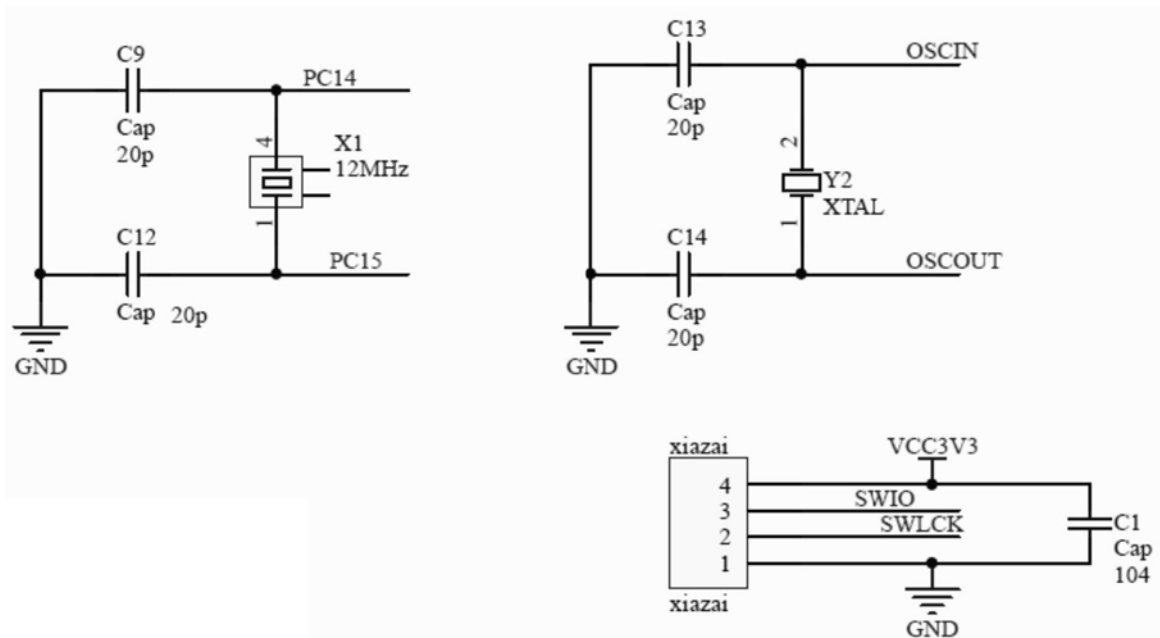 C9
PC14
Cap
20p
4
X1
12MHz
1
C12
PC15
Cap 20p
GND
C13
OSCIN
Cap
20p
2
Y2
XTAL
1
C14
OSCOUT
Cap
20p
GND
xiazai
VCC3V3
4
3 SWIO
2 SWLCK
1
C1
Cap
104
xiazai
GND